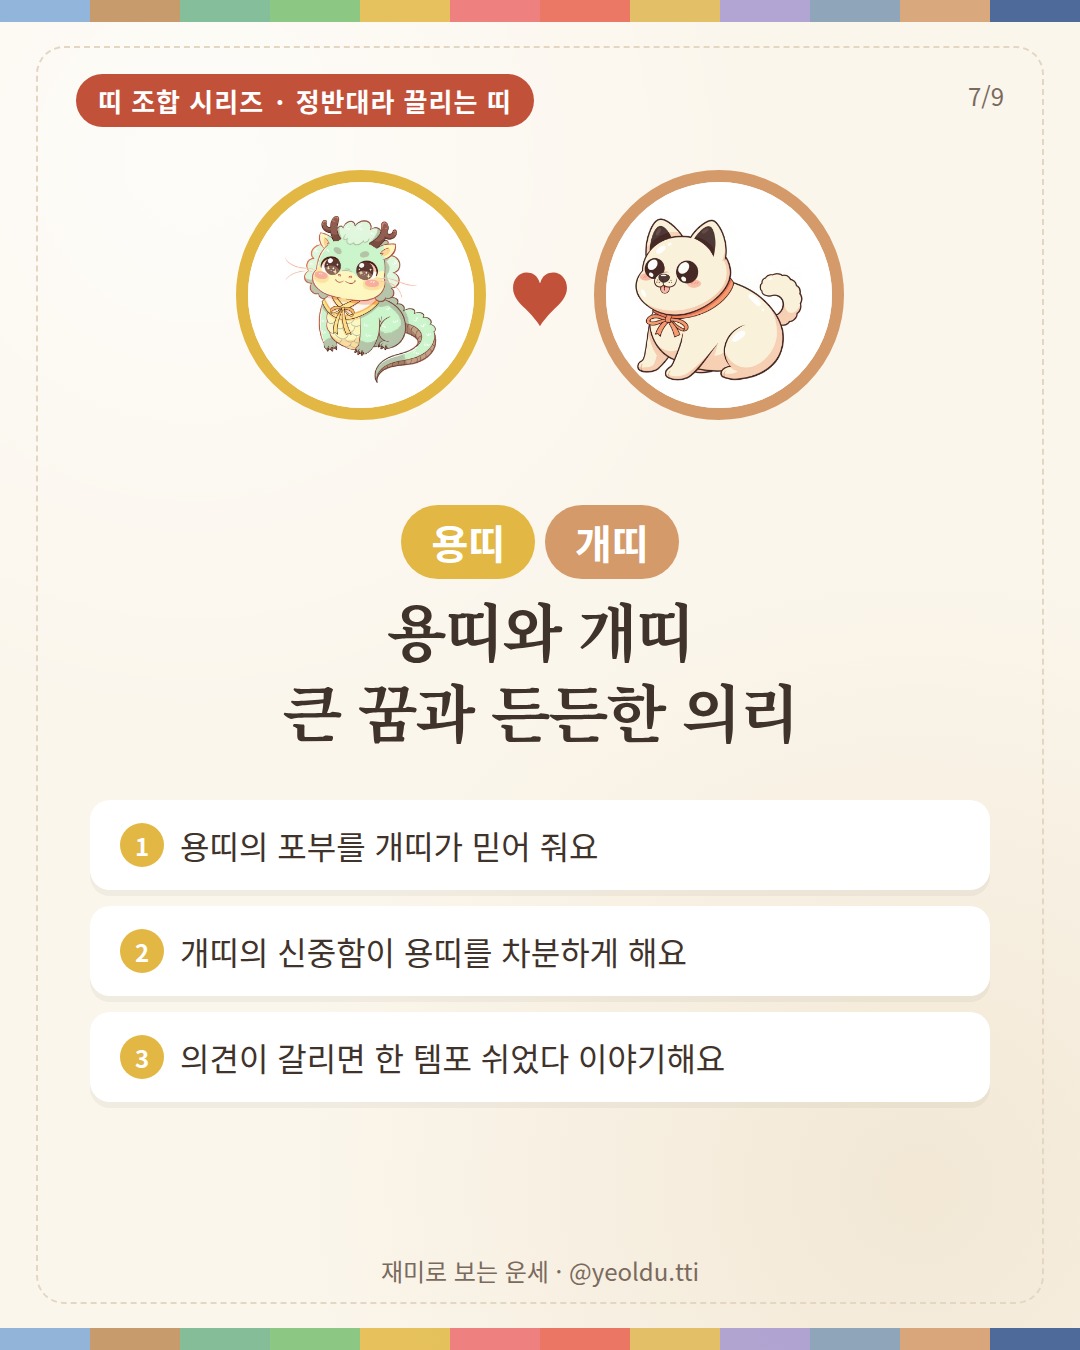 띠 조합 시리즈 · 정반대라 끌리는 띠
7/9
용띠 개띠
용띠와 개띠
큰 꿈과 든든한 의리
1 용띠의 포부를 개띠가 믿어 줘요
2 개띠의 신중함이 용띠를 차분하게 해요
3 의견이 갈리면 한 템포 쉬었다 이야기해요
재미로 보는 운세 · @yeoldu.tti